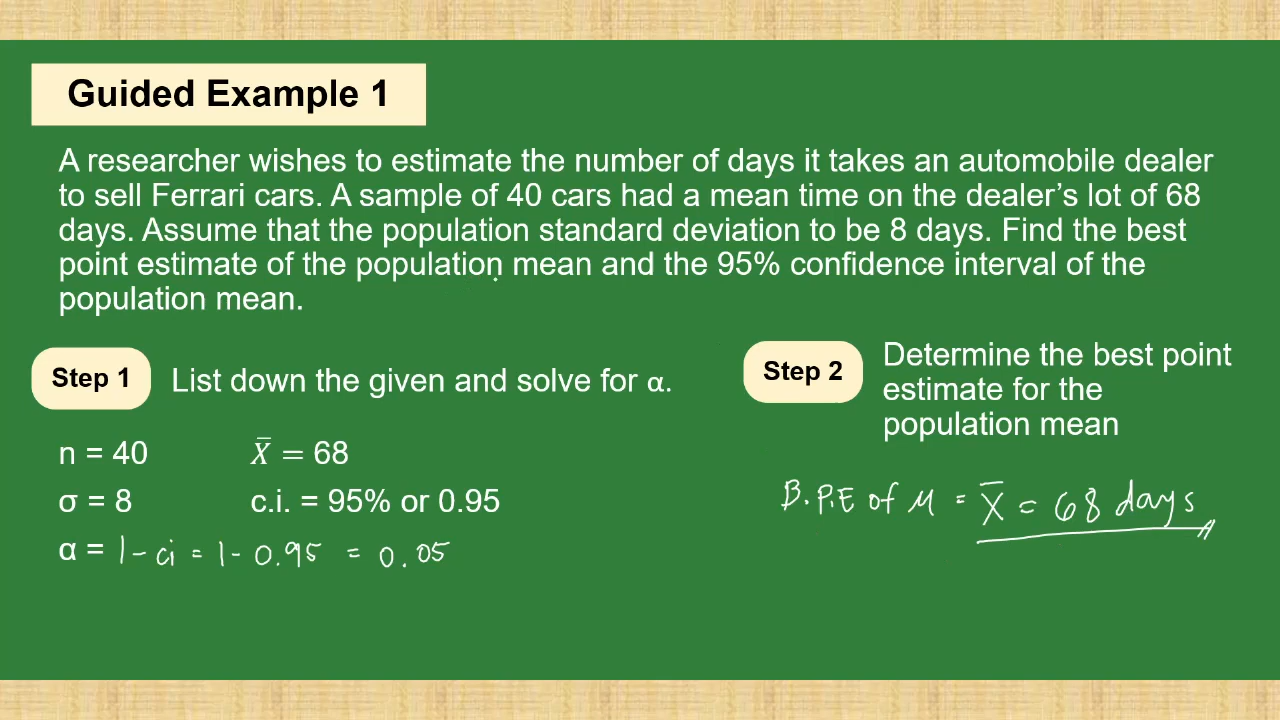 Guided Example 1
A researcher wishes to estimate the number of days it takes an automobile dealer
to sell Ferrari cars. A sample of 40 cars had a mean time on the dealer’s lot of 68
days. Assume that the population standard deviation to be 8 days. Find the best
point estimate of the population mean and the 95% confidence interval of the
population mean.
Step 1
List down the given and solve for α.
n = 40
X̄ = 68
σ = 8
c.i. = 95% or 0.95
α = 1 - ci = 1 - 0.95 = 0.05
Step 2
Determine the best point
estimate for the
population mean
B.P.E of μ = X̄ = 68 days